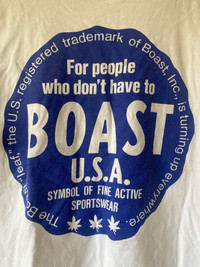 The Boast leaf," the U.S. registered trademark of Boast, Inc., is turning up everywhere.
For people
who don't have to
BOAST
U.S.A.
SYMBOL OF FINE ACTIVE
SPORTSWEAR